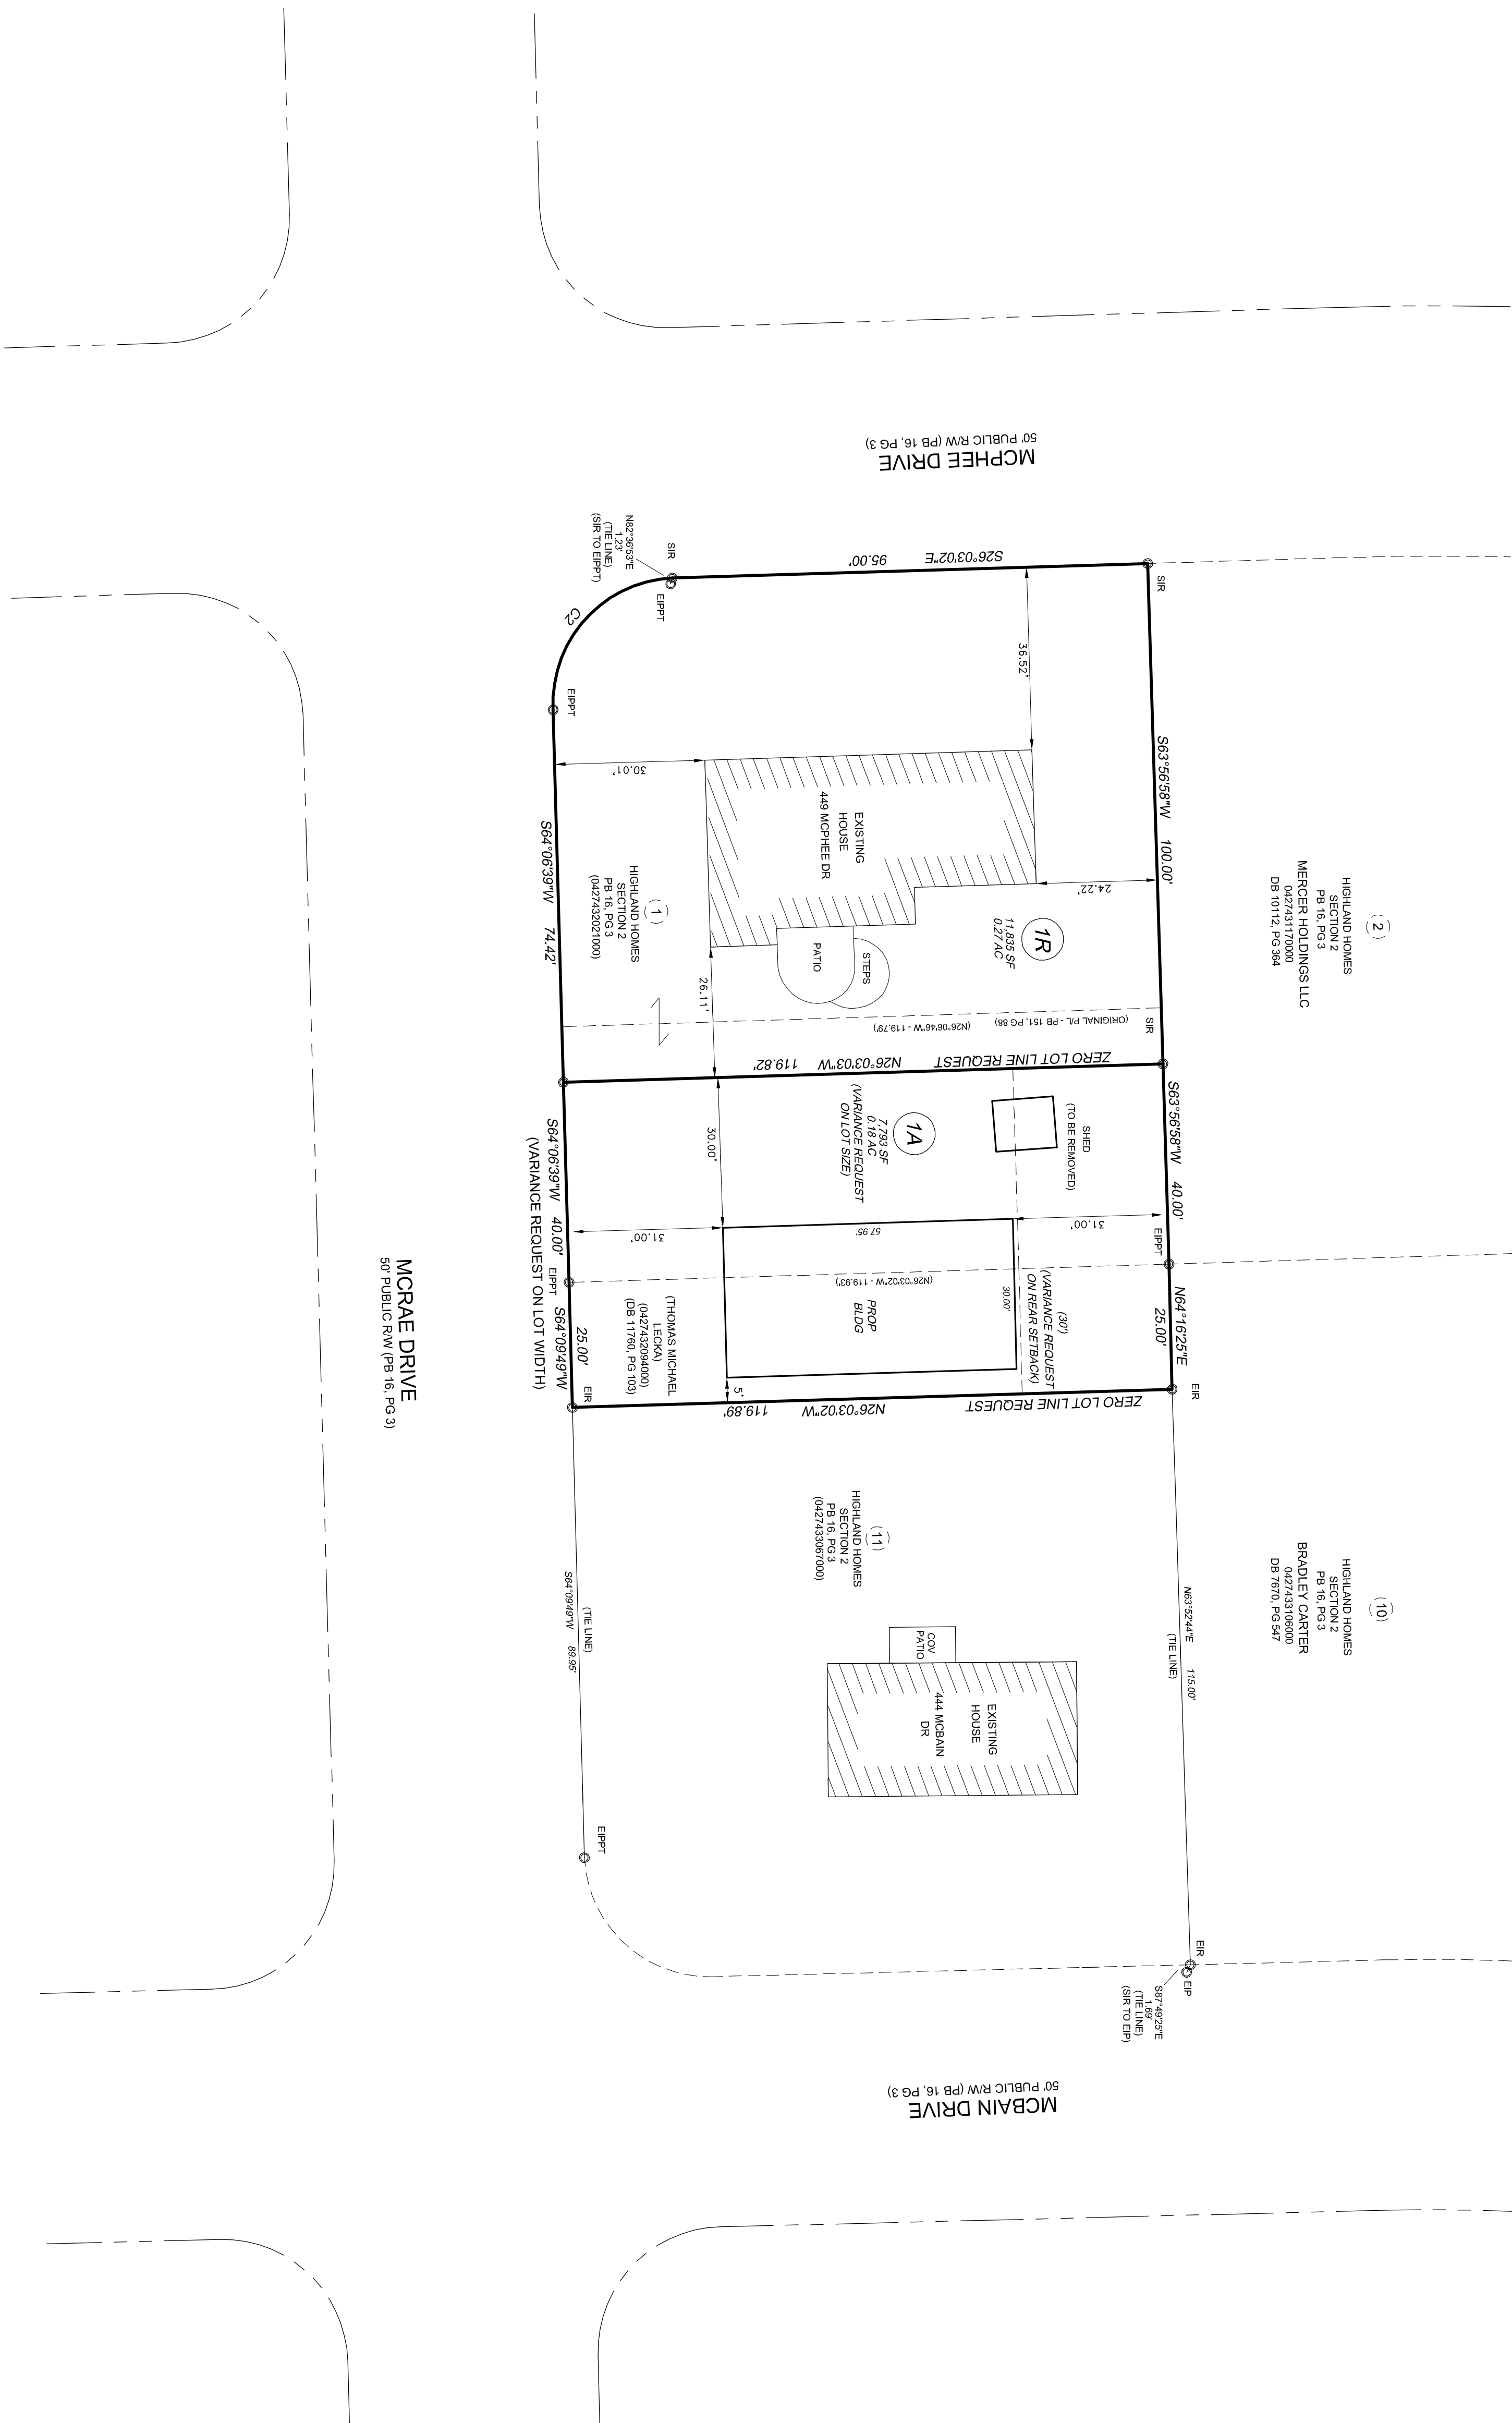 50' PUBLIC R/W (PB 16, PG 3)
MCPHEE DRIVE
N82°36'53"E
1.23'
(TIE LINE)
(SIR TO EIPPT)
SIR
EIPPT
S26°03'02"E 95.00'
SIR
C2
EIPPT
36.52'
30.01'
S63°56'58"W 100.00'
EXISTING
HOUSE
449 MCPHEE DR
24.22'
S64°06'39"W 74.42'
( 1 )
HIGHLAND HOMES
SECTION 2
PB 16, PG 3
(0427432021000)
1R
11,835 SF
0.27 AC
PATIO
STEPS
26.11'
( 2 )
HIGHLAND HOMES
SECTION 2
PB 16, PG 3
MERCER HOLDINGS LLC
0427431170000
DB 10112, PG 364
(N26°06'46"W - 119.79')
(ORIGINAL P/L - PB 151, PG 88)
SIR
ZERO LOT LINE REQUEST N26°03'03"W 119.82'
S63°56'58"W 40.00'
SHED
(TO BE REMOVED)
1A
7,793 SF
0.18 AC
(VARIANCE REQUEST
ON LOT SIZE)
30.00'
S64°06'39"W 40.00'
(VARIANCE REQUEST ON LOT WIDTH)
31.00'
57.95'
31.00'
EIPPT
EIPPT
(N26°03'02"W - 119.93')
PROP
BLDG
30.00'
(30')
(VARIANCE REQUEST
ON REAR SETBACK)
N64°16'25"E
25.00'
S64°09'49"W
25.00'
(THOMAS MICHAEL
LECKA)
(0427432094000)
(DB 11760, PG 103)
5'
EIR
EIR
ZERO LOT LINE REQUEST N26°03'02"W 119.89'
MCRAE DRIVE
50' PUBLIC R/W (PB 16, PG 3)
(11)
HIGHLAND HOMES
SECTION 2
PB 16, PG 3
(0427433067000)
(10)
HIGHLAND HOMES
SECTION 2
PB 16, PG 3
BRADLEY CARTER
0427433106000
DB 7670, PG 547
(TIE LINE)
S64°09'49"W 89.95'
N63°52'44"E 115.00'
(TIE LINE)
COV
PATIO
EXISTING
HOUSE
444 MCBAIN
DR
EIPPT
EIR
EIP
S87°49'25"E
1.69'
(TIE LINE)
(SIR TO EIP)
50' PUBLIC R/W (PB 16, PG 3)
MCBAIN DRIVE